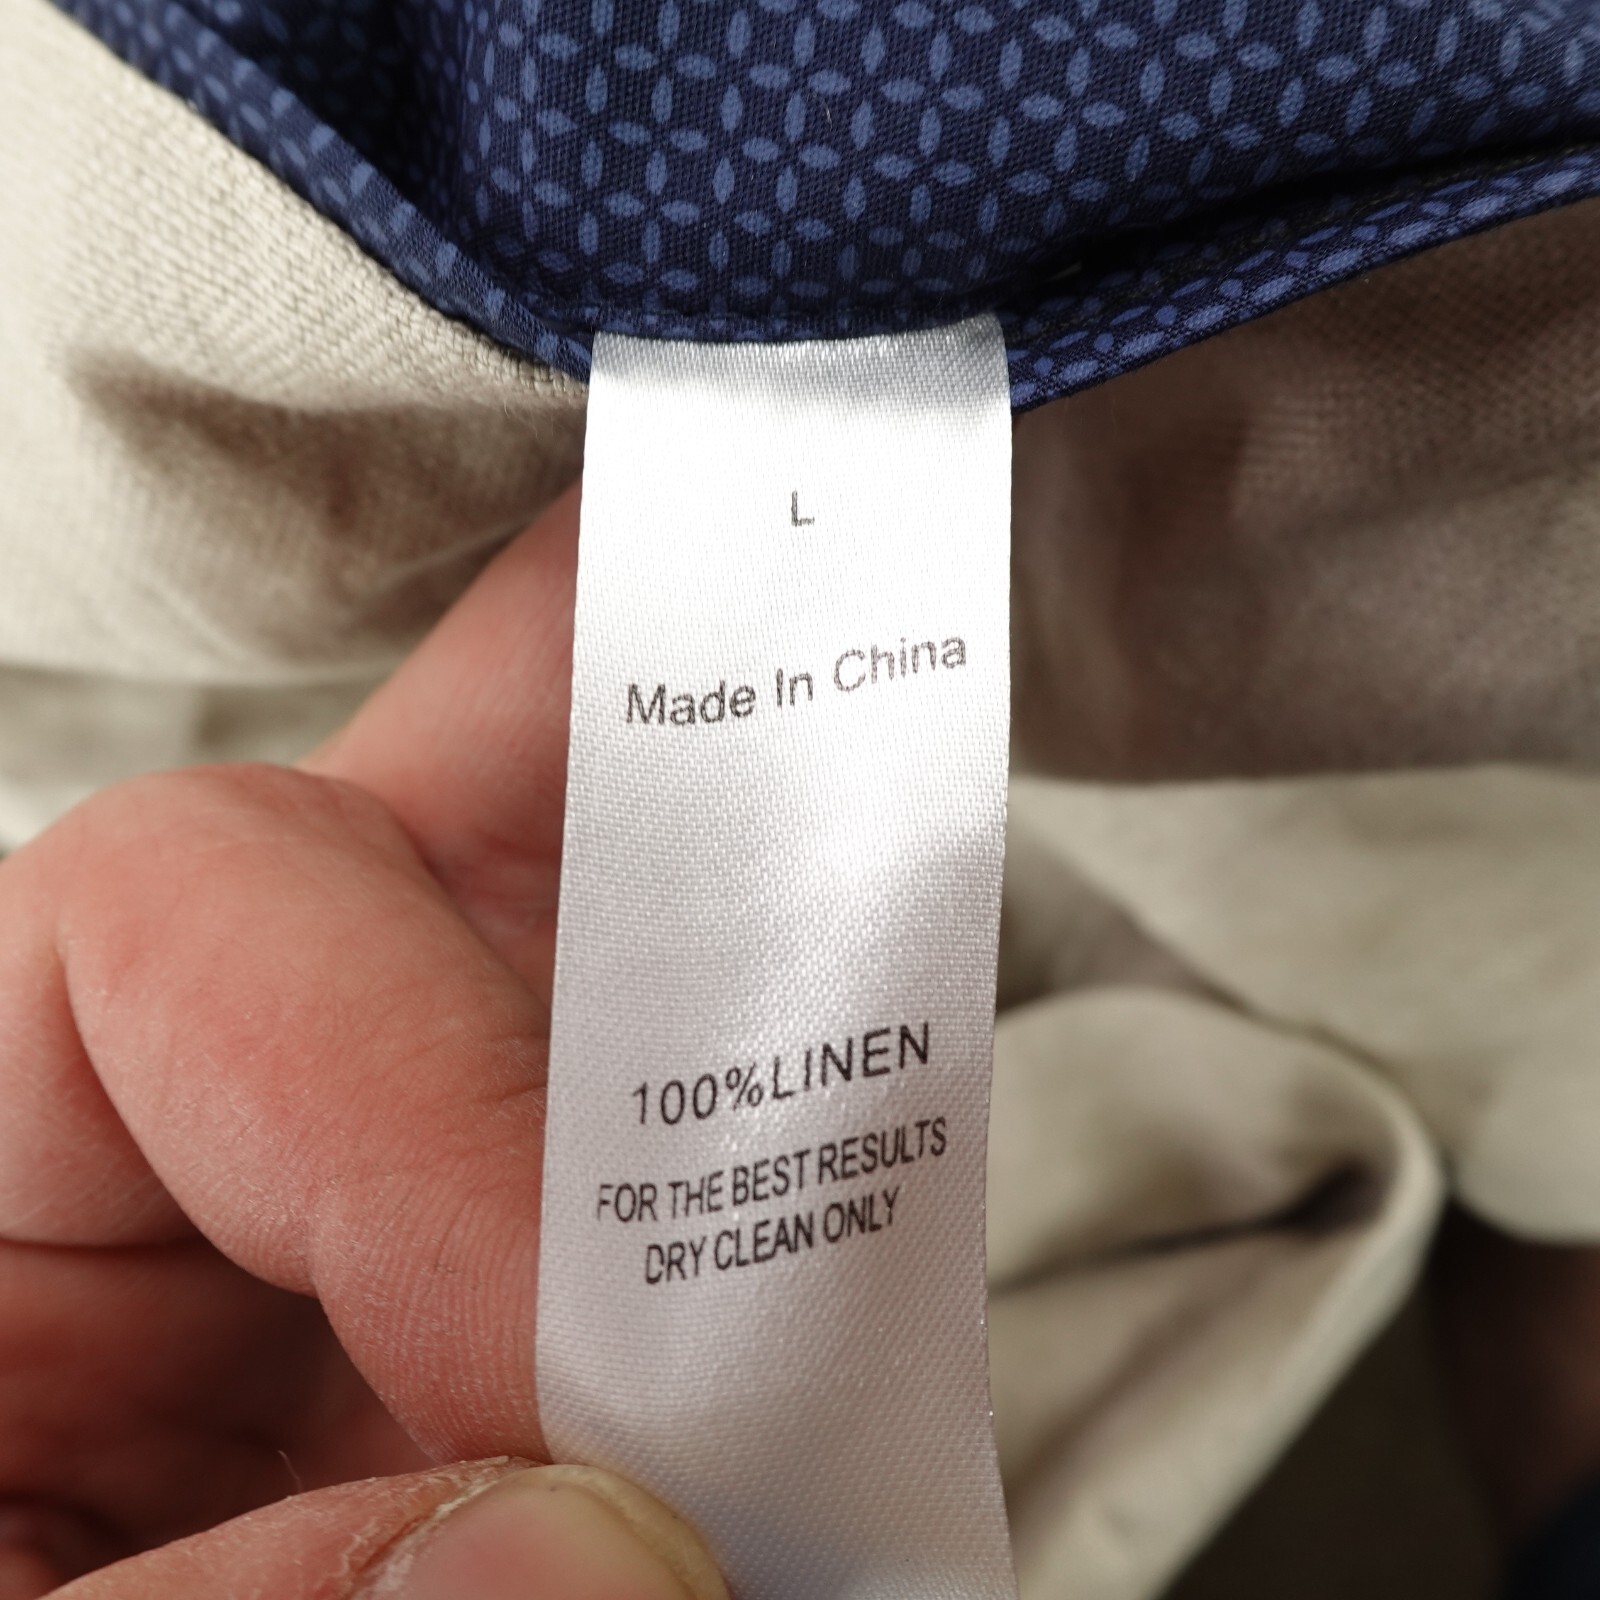 L
Made In China
100%LINEN
FOR THE BEST RESULTS
DRY CLEAN ONLY